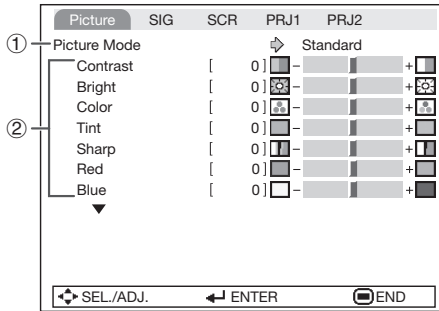 Picture SIG SCR PRJ1 PRJ2
① Picture Mode Standard
② Contrast [ 0 ] - +
Bright [ 0 ] - +
Color [ 0 ] - +
Tint [ 0 ] - +
Sharp [ 0 ] - +
Red [ 0 ] - +
Blue [ 0 ] - +
SEL./ADJ. ENTER END